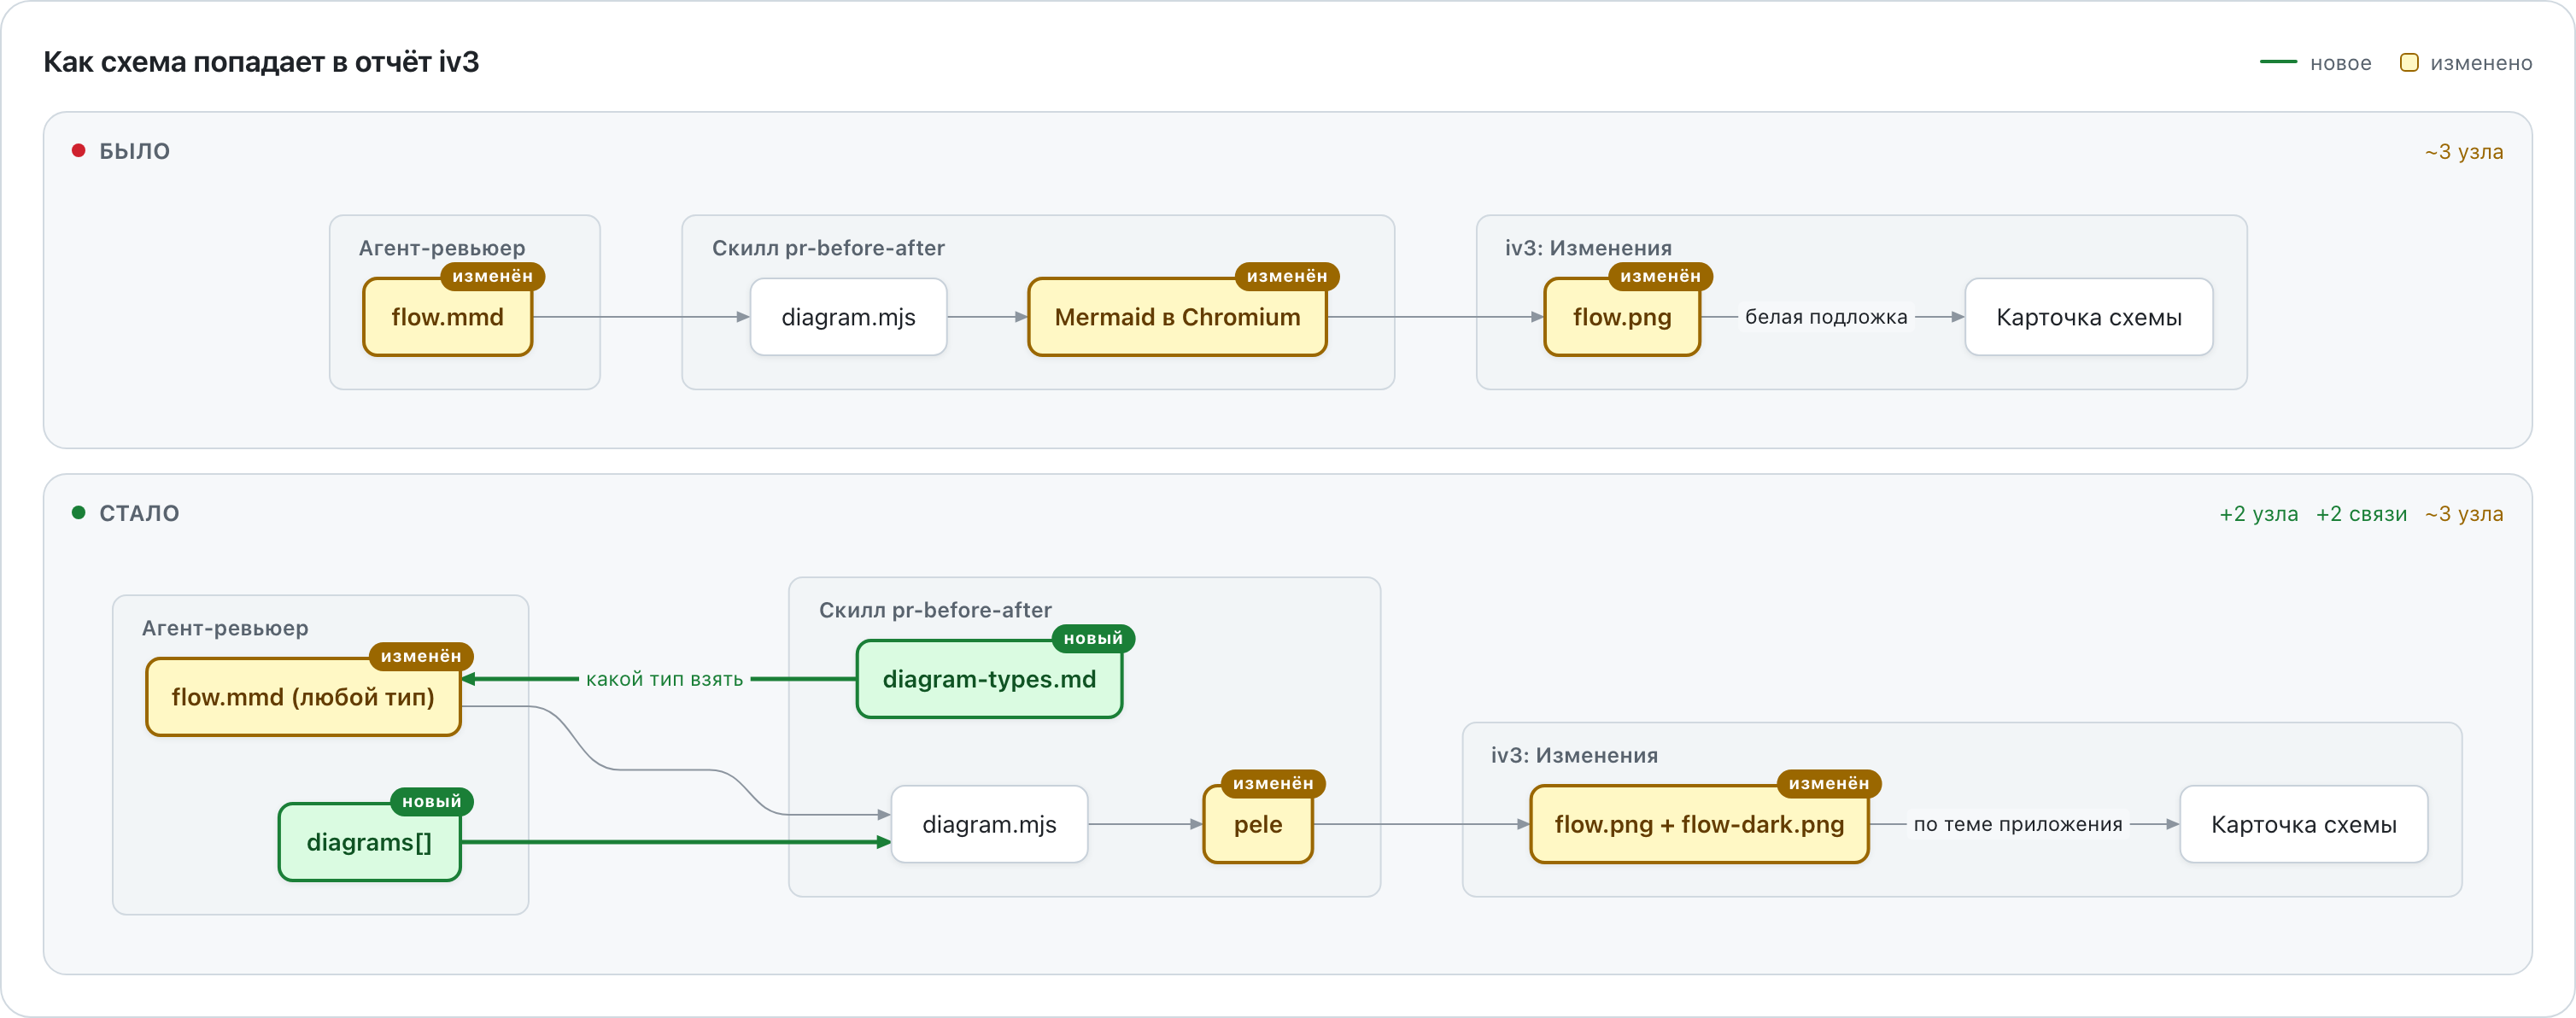 Как схема попадает в отчёт iv3
новое
изменено
БЫЛО
~3 узла
Агент-ревьюер
изменён
flow.mmd
Скилл pr-before-after
diagram.mjs
изменён
Mermaid в Chromium
iv3: Изменения
изменён
flow.png
белая подложка
Карточка схемы
СТАЛО
+2 узла +2 связи ~3 узла
Агент-ревьюер
изменён
flow.mmd (любой тип)
новый
diagrams[]
какой тип взять
Скилл pr-before-after
новый
diagram-types.md
diagram.mjs
изменён
pele
iv3: Изменения
изменён
flow.png + flow-dark.png
по теме приложения
Карточка схемы